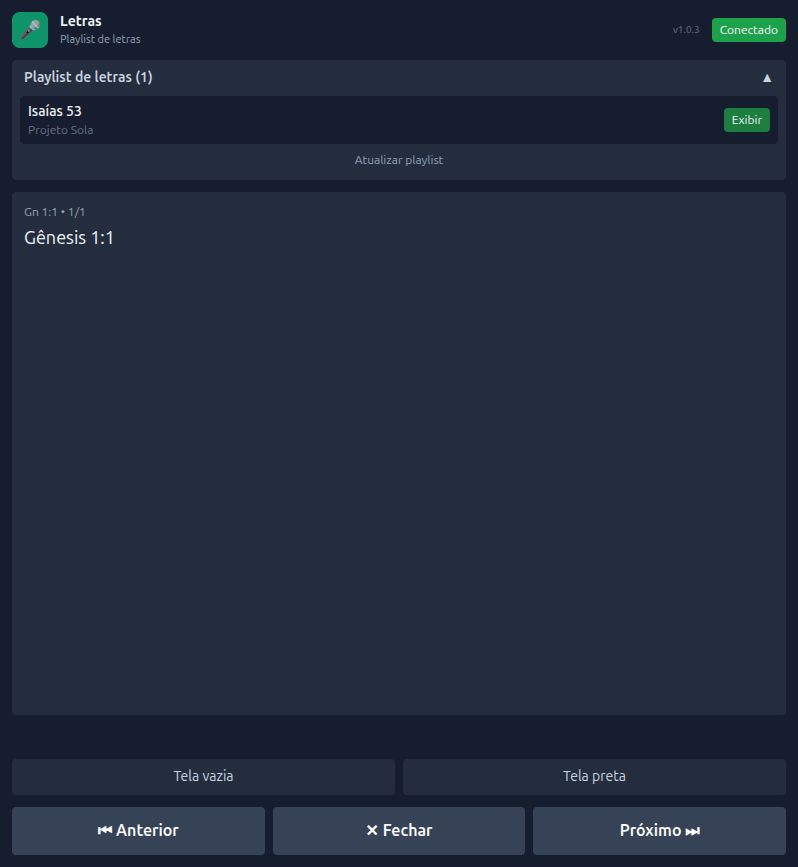 Letras
Playlist de letras
v1.0.3
Conectado
Playlist de letras (1)
Isaías 53
Projeto Sola
Exibir
Atualizar playlist
Gn 1:1 • 1/1
Gênesis 1:1
Tela vazia
Tela preta
⏮ Anterior
✕ Fechar
Próximo ⏭